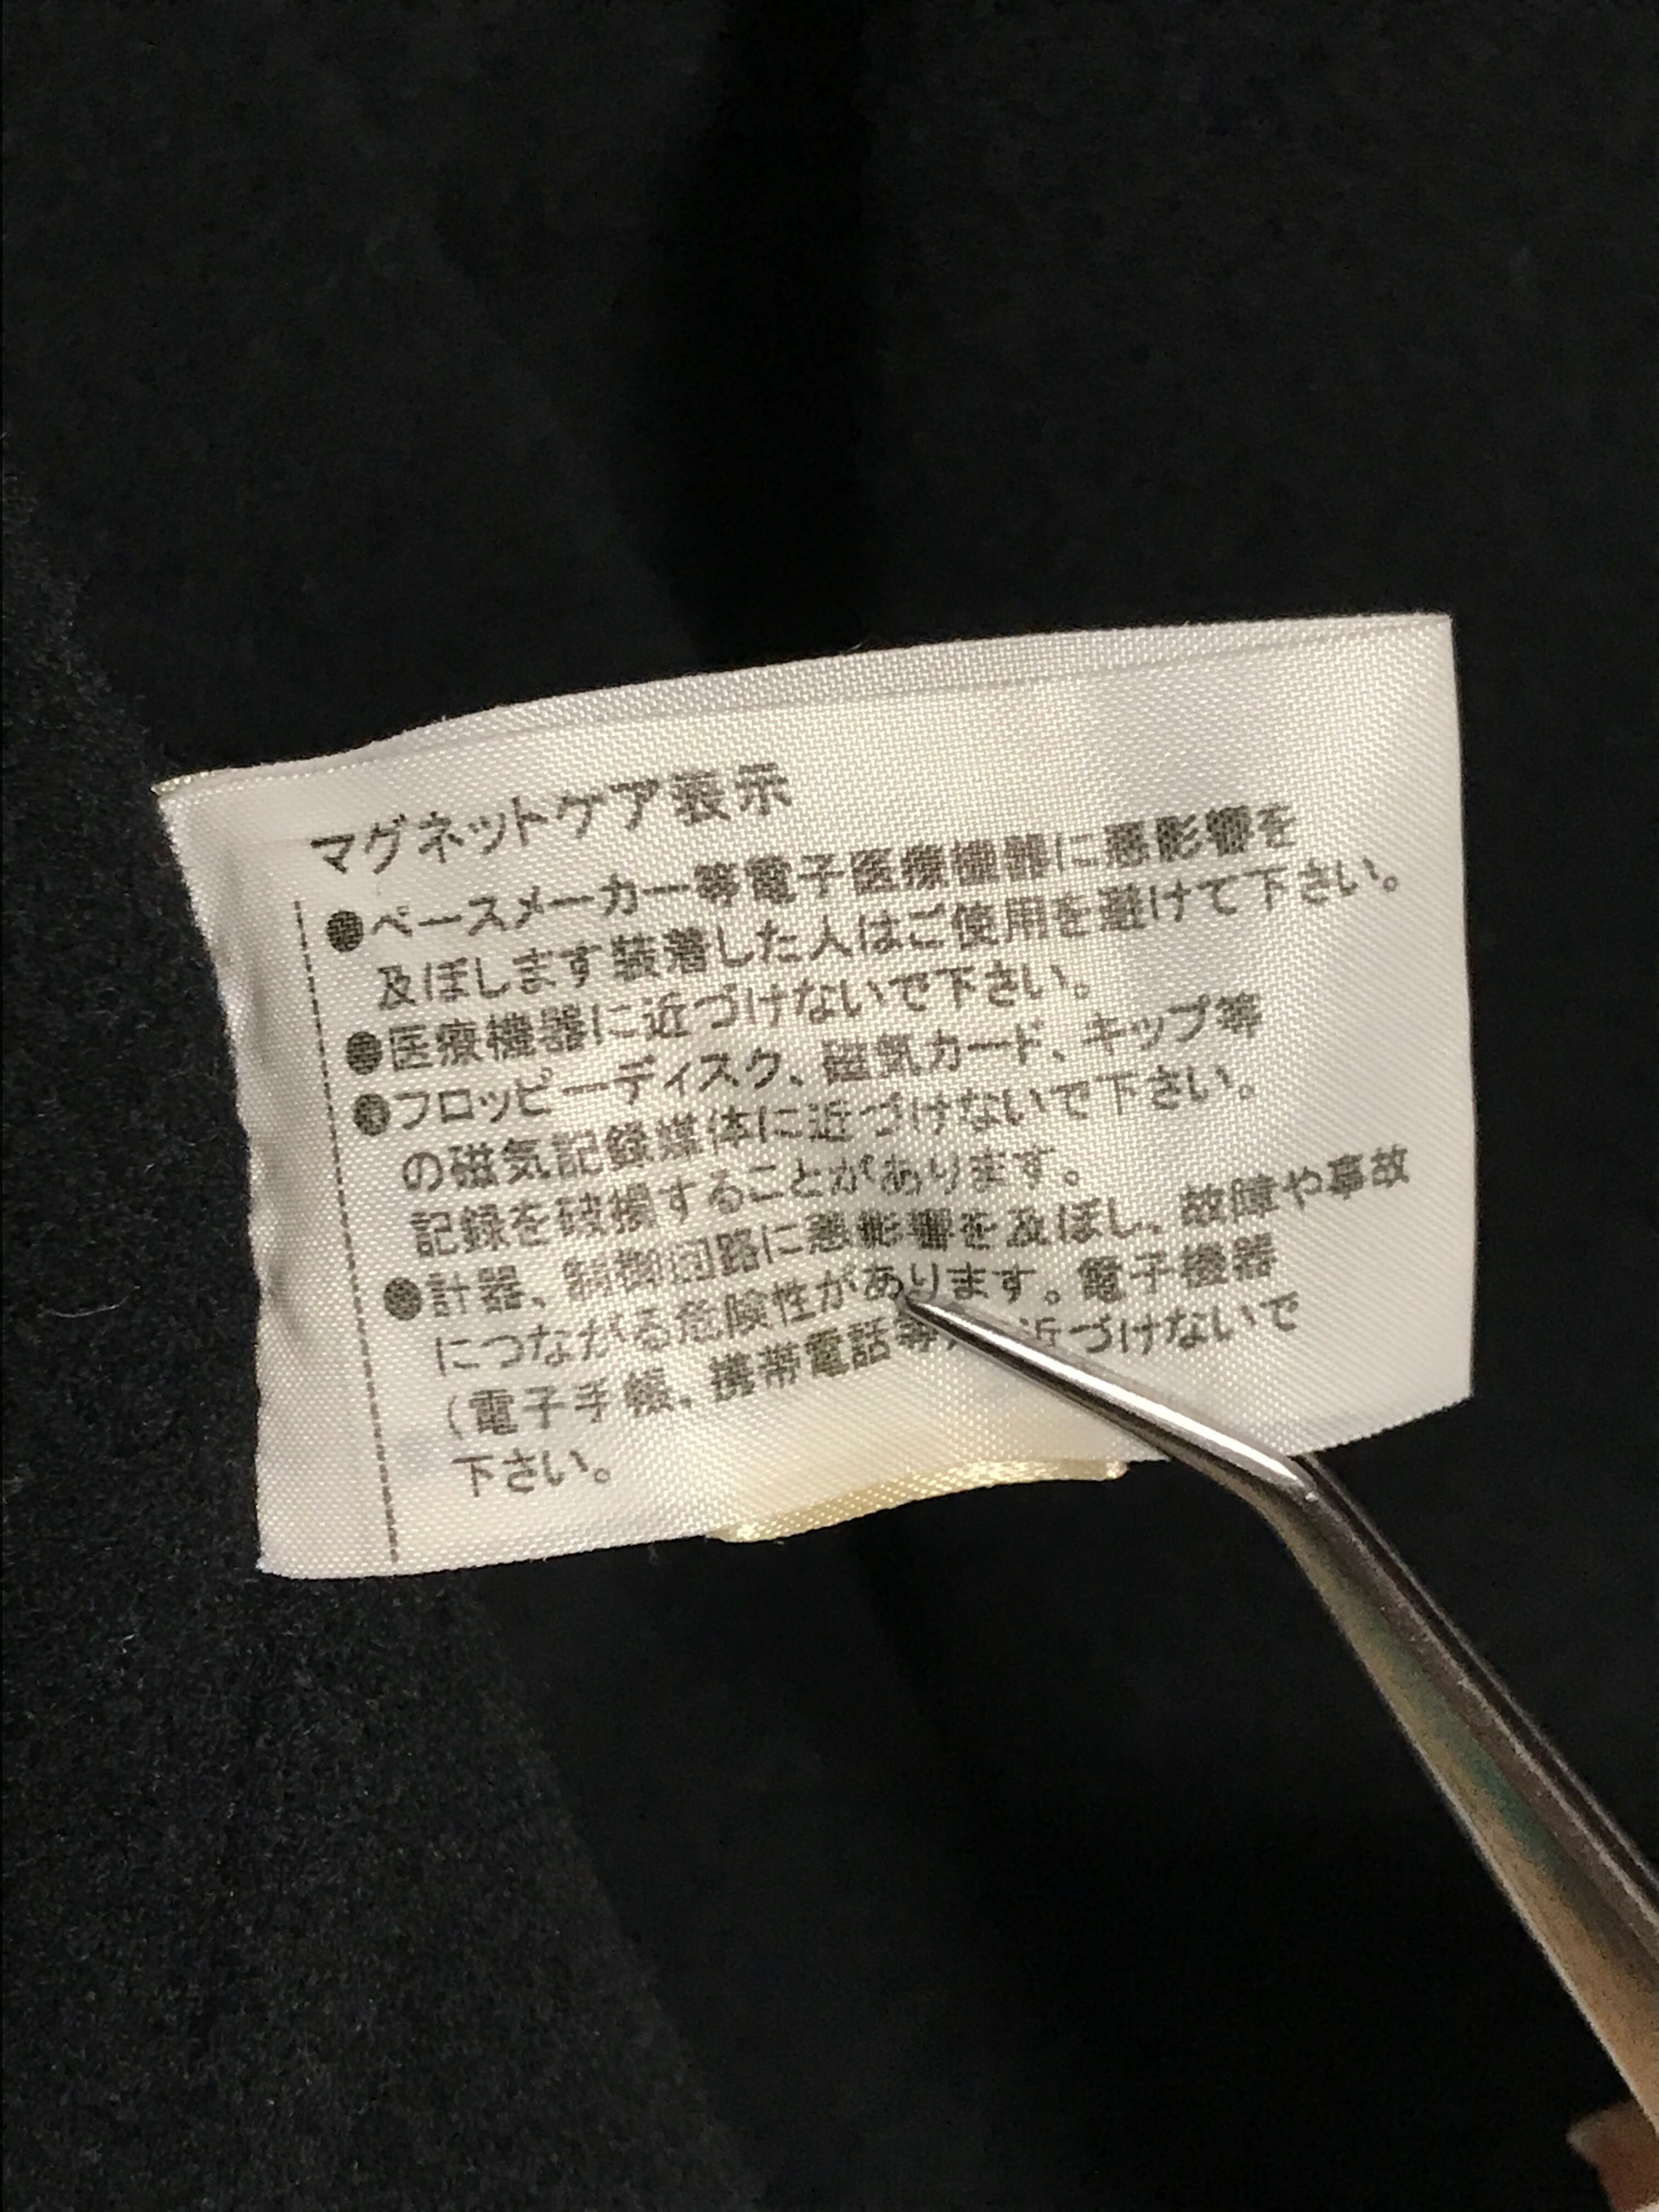 マグネットケア表示
●ペースメーカー等電子医療機器に悪影響を
及ぼします装着した人はご使用を避けて下さい。
●医療機器に近づけないで下さい。
●フロッピーディスク、磁気カード、キップ等
の磁気記録媒体に近づけないで下さい。
記録を破損することがあります。
●計器、制御回路に悪影響を及ぼし、故障や事故
につながる危険性があります。電子機器
(電子手帳、携帯電話等 近づけないで
下さい。